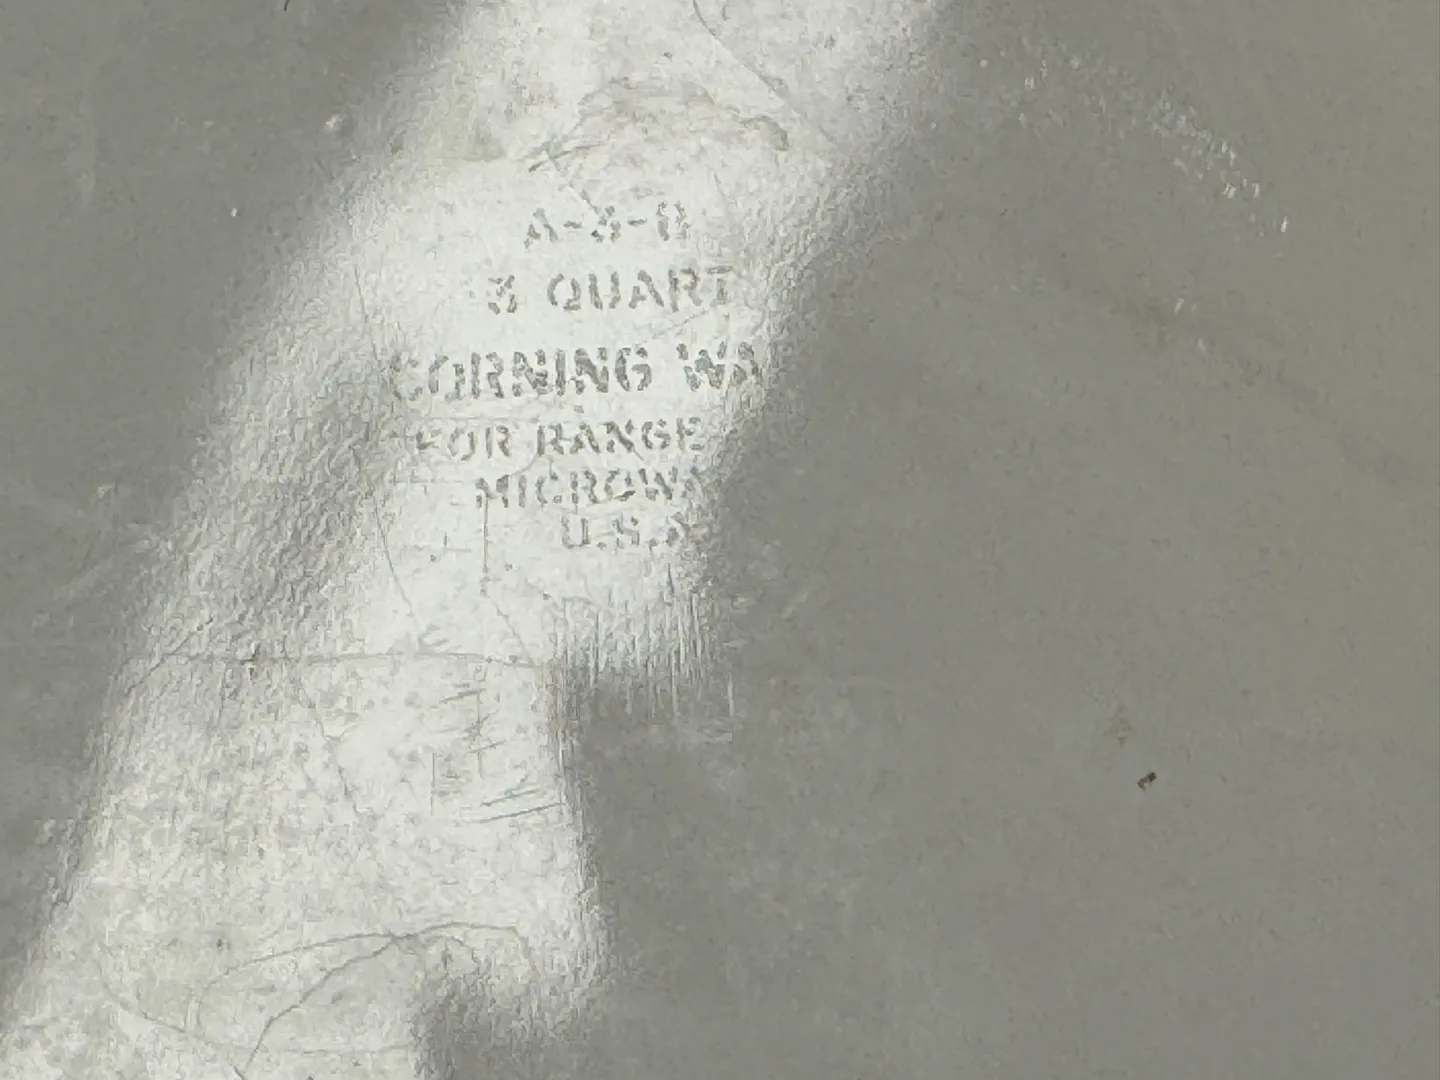 A-3-B
3 QUART
CORNING WA
FOR RANGE
MICROWA
U.S.A.